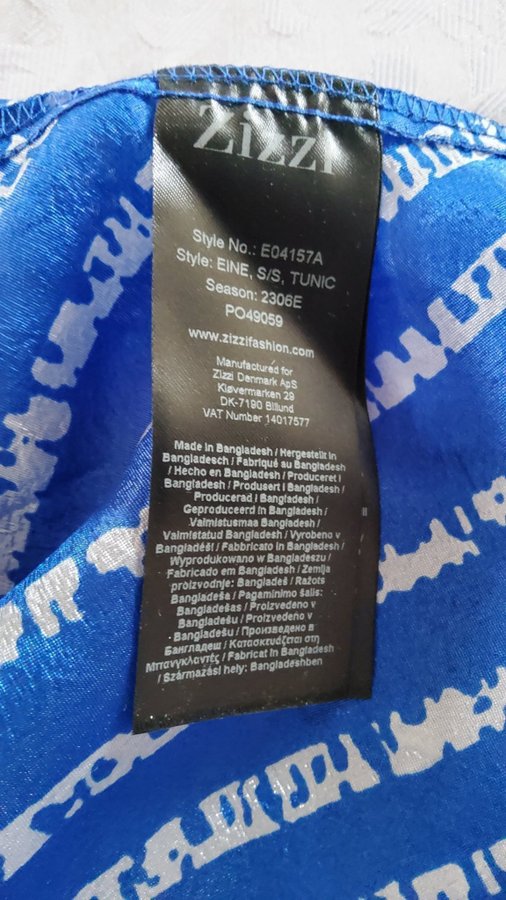 Zizzi
Style No.: E04157A
Style: EINE, S/S, TUNIC
Season: 2306E
PO49059
www.zizzifashion.com
Manufactured for
Zizzi Denmark ApS
Kløvermarken 29
DK-7190 Billund
VAT Number 14017577
Made in Bangladesh / Hergestellt in
Bangladesch / Fabriqué au Bangladesh
/ Hecho en Bangladesh / Produceret i
Bangladesh / Produsert i Bangladesh /
Producerad i Bangladesh /
Geproduceerd in Bangladesh /
Valmistusmaa Bangladesh /
Valmistatud Bangladesh / Vyrobeno v
Bangladéši / Fabbricato in Bangladesh /
Wyprodukowano w Bangladeszu /
Fabricado em Bangladesh / Zemlja
proizvodnje: Bangladeš / Ražots
Bangladeša / Pagaminimo šalis:
Bangladešas / Proizvedeno v
Bangladešu / Proizvedeno v
Bangladešu / Произведено в
Бангладеш / Κατασκευάζεται στη
Μπανγκλαντές / Fabricat în Bangladesh
/ Származási hely: Bangladeshben